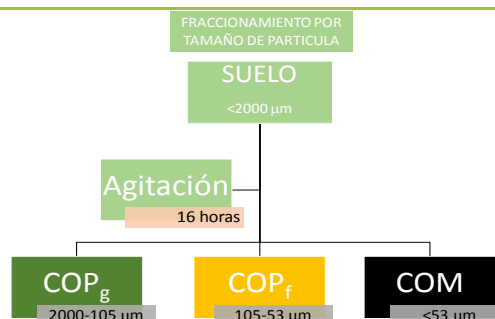 FRACCIONAMIENTO POR
TAMAÑO DE PARTICULA
SUELO
<2000 µm
Agitación
16 horas
COPg
2000-105 µm
COPf
105-53 µm
COM
<53 µm